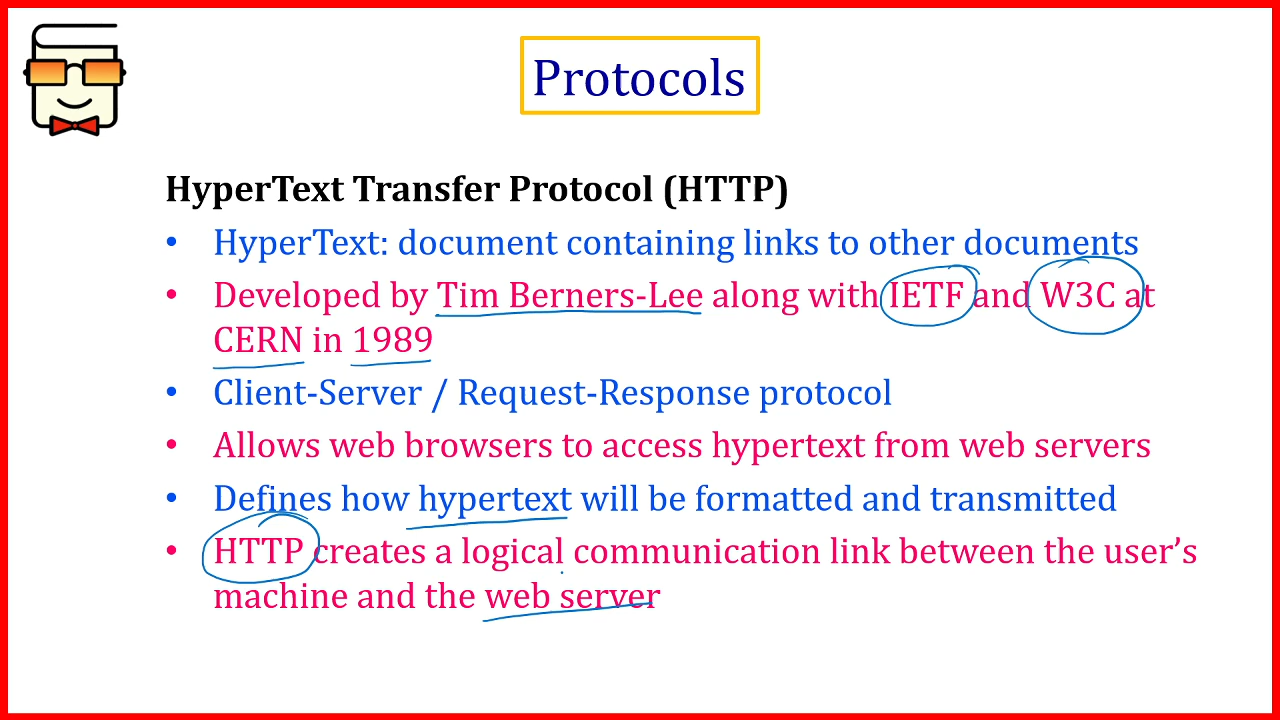 Protocols
HyperText Transfer Protocol (HTTP)
• HyperText: document containing links to other documents
• Developed by Tim Berners-Lee along with IETF and W3C at
CERN in 1989
• Client-Server / Request-Response protocol
• Allows web browsers to access hypertext from web servers
• Defines how hypertext will be formatted and transmitted
• HTTP creates a logical communication link between the user’s
machine and the web server